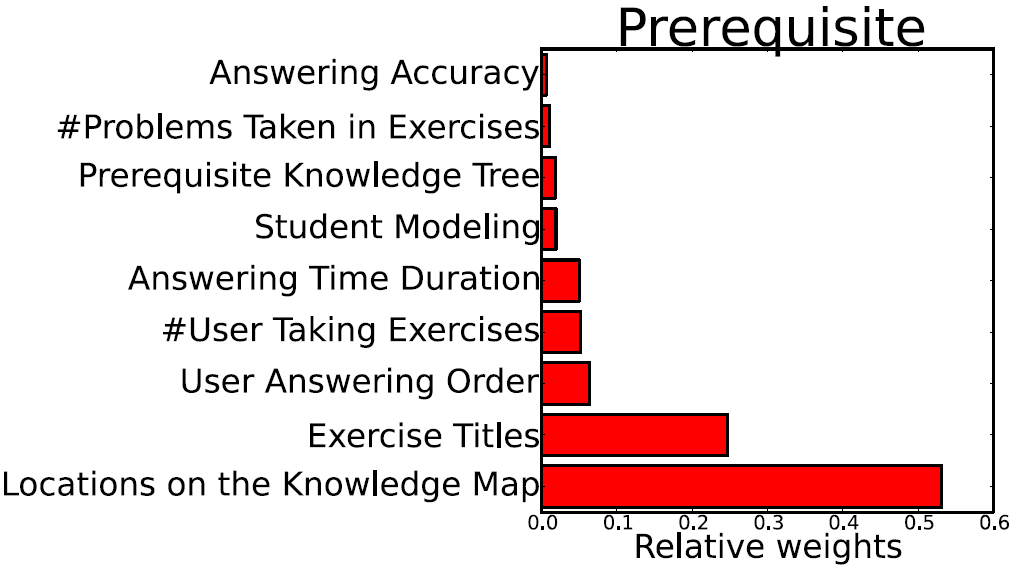 Prerequisite
Answering Accuracy
#Problems Taken in Exercises
Prerequisite Knowledge Tree
Student Modeling
Answering Time Duration
#User Taking Exercises
User Answering Order
Exercise Titles
Locations on the Knowledge Map
0.0 0.1 0.2 0.3 0.4 0.5 0.6
Relative weights